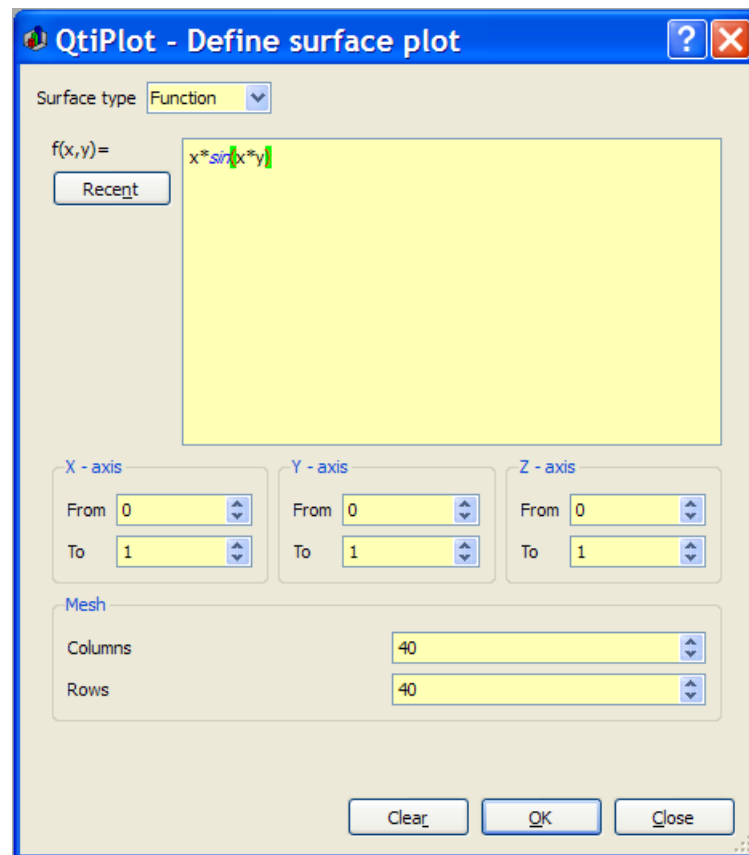 QtiPlot - Define surface plot
Surface type Function
f(x,y)=
x*sin(x*y)
Recent
X - axis Y - axis Z - axis
From 0 From 0 From 0
To 1 To 1 To 1
Mesh
Columns 40
Rows 40
Clear OK Close